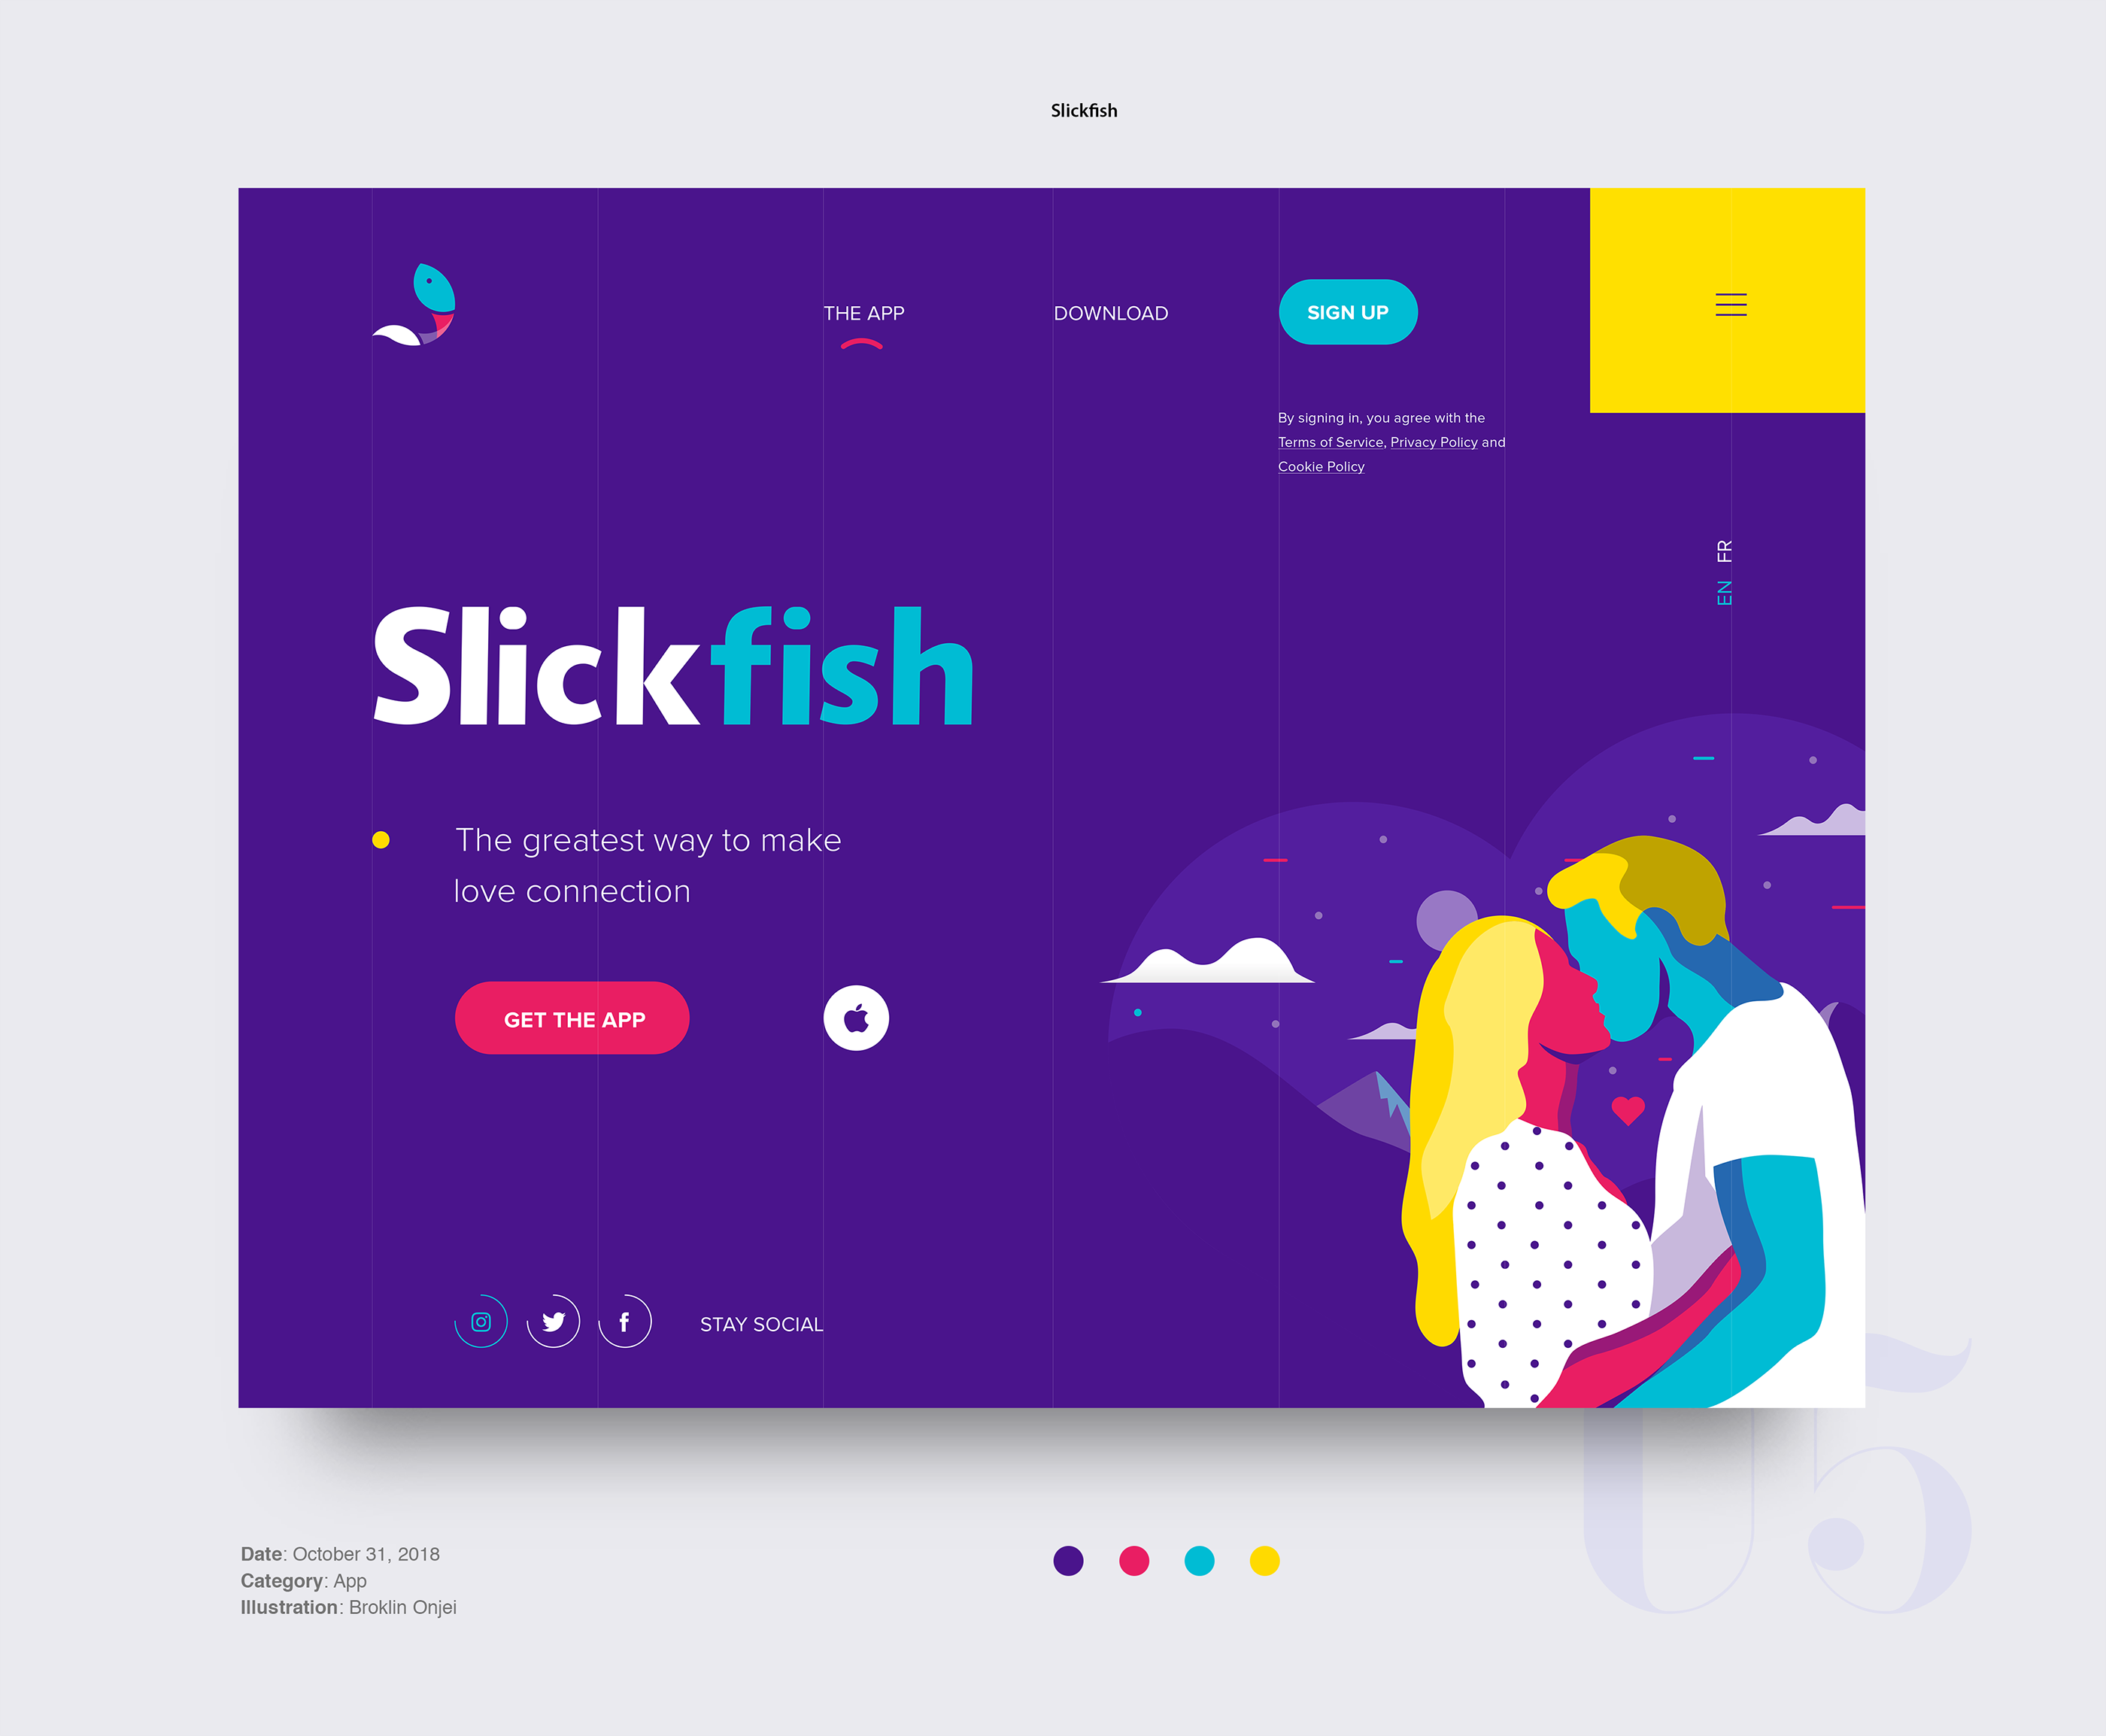 Slickfish
THE APP
DOWNLOAD
SIGN UP
By signing in, you agree with the
Terms of Service, Privacy Policy and
Cookie Policy
EN FR
Slickfish
The greatest way to make
love connection
GET THE APP
STAY SOCIAL
05
Date: October 31, 2018
Category: App
Illustration: Broklin Onjei